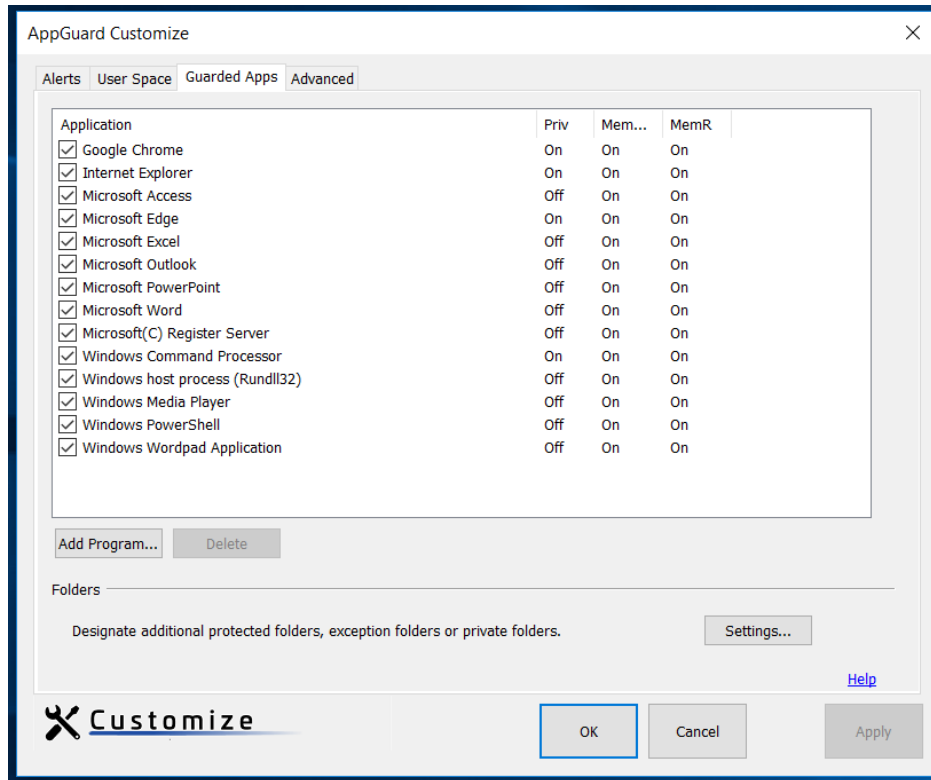 AppGuard Customize
Alerts User Space Guarded Apps Advanced
Application Priv Mem... MemR
Google Chrome On On On
Internet Explorer On On On
Microsoft Access Off On On
Microsoft Edge On On On
Microsoft Excel Off On On
Microsoft Outlook Off On On
Microsoft PowerPoint Off On On
Microsoft Word Off On On
Microsoft(C) Register Server Off On On
Windows Command Processor On On On
Windows host process (Rundll32) Off On On
Windows Media Player Off On On
Windows PowerShell Off On On
Windows Wordpad Application Off On On
Add Program... Delete
Folders
Designate additional protected folders, exception folders or private folders. Settings...
Help
Customize OK Cancel Apply